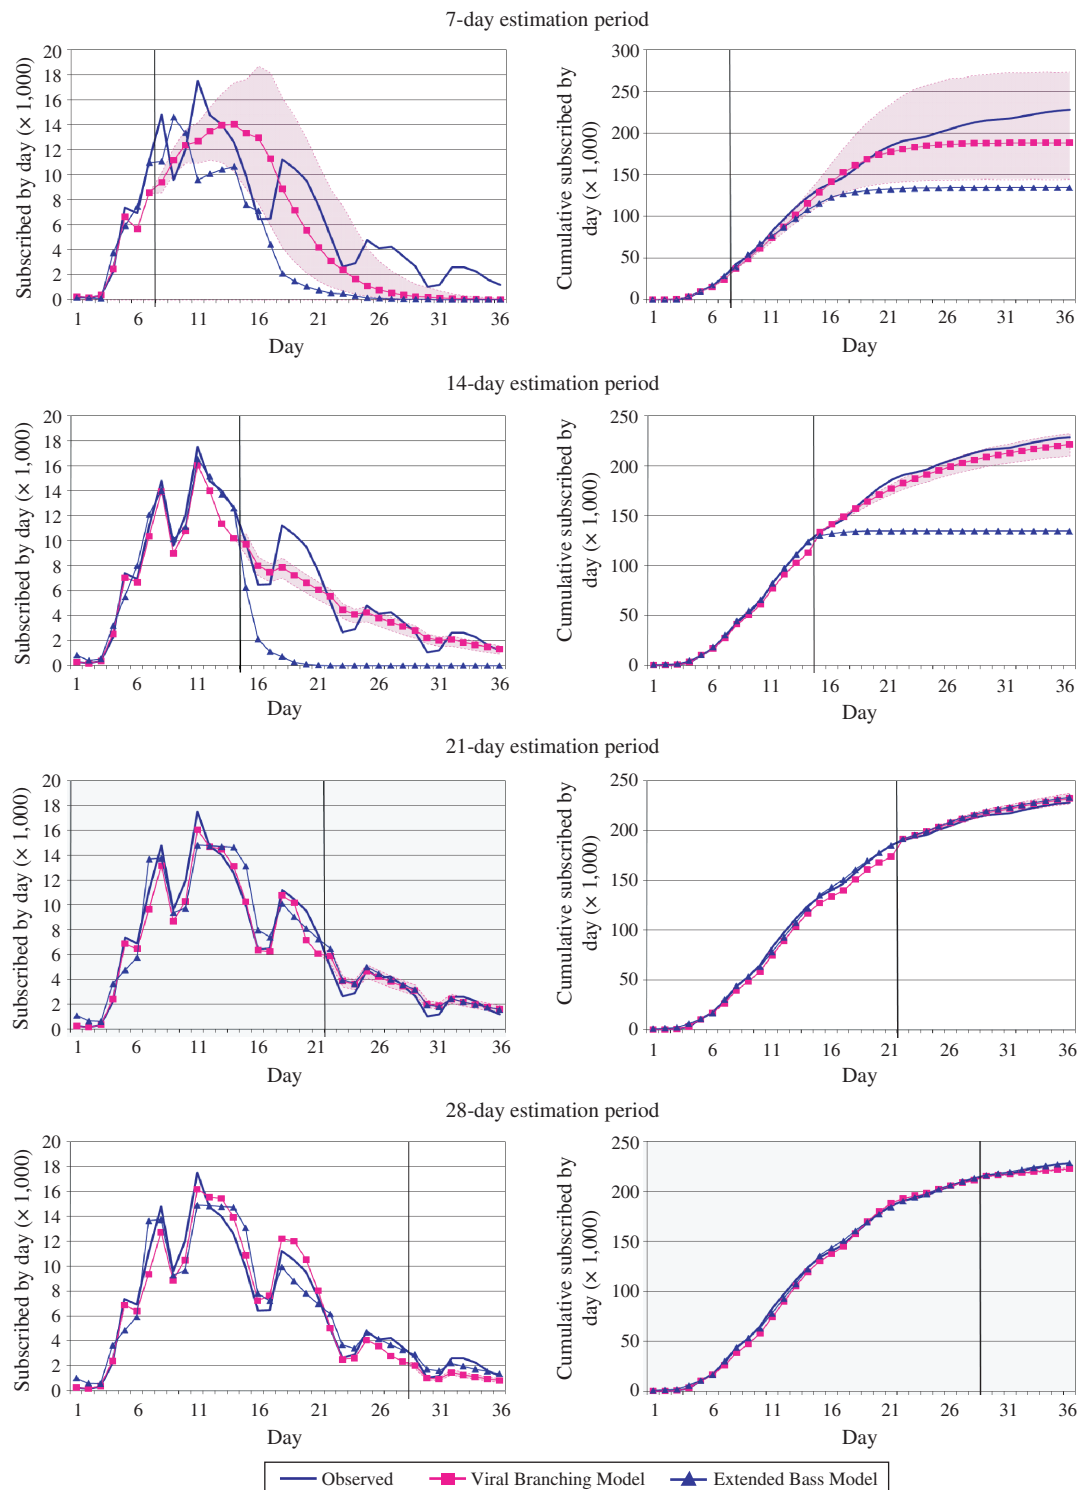 7-day estimation period
Subscribed by day (× 1,000)
20
18
16
14
12
10
8
6
4
2
0
1 6 11 16 21 26 31 36
Day
Cumulative subscribed by
day (× 1,000)
300
250
200
150
100
50
0
1 6 11 16 21 26 31 36
Day
14-day estimation period
Subscribed by day (× 1,000)
20
18
16
14
12
10
8
6
4
2
0
1 6 11 16 21 26 31 36
Day
Cumulative subscribed by
day (× 1,000)
250
200
150
100
50
0
1 6 11 16 21 26 31 36
Day
21-day estimation period
Subscribed by day (× 1,000)
20
18
16
14
12
10
8
6
4
2
0
1 6 11 16 21 26 31 36
Day
Cumulative subscribed by
day (× 1,000)
250
200
150
100
50
0
1 6 11 16 21 26 31 36
Day
28-day estimation period
Subscribed by day (× 1,000)
20
18
16
14
12
10
8
6
4
2
0
1 6 11 16 21 26 31 36
Day
Cumulative subscribed by
day (× 1,000)
250
200
150
100
50
0
1 6 11 16 21 26 31 36
Day
Observed Viral Branching Model Extended Bass Model